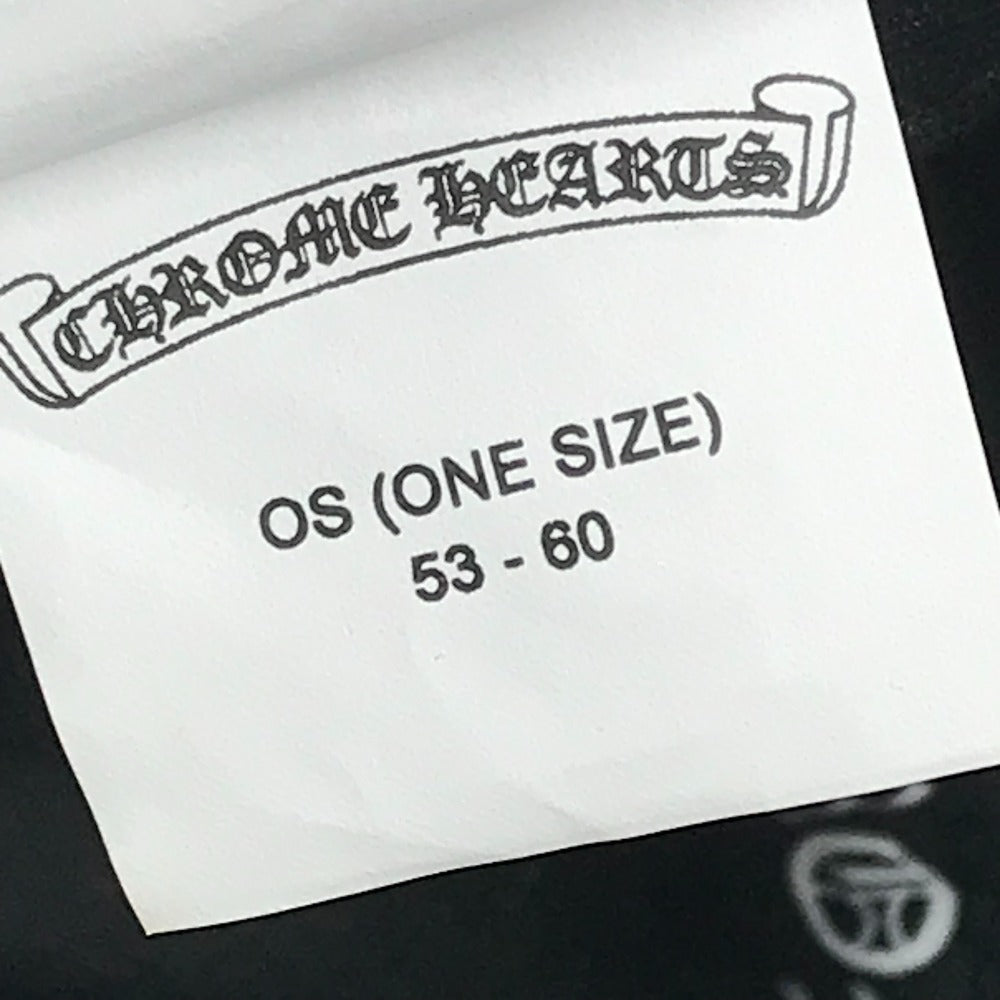 CHROME HEARTS
OS (ONE SIZE)
53 - 60